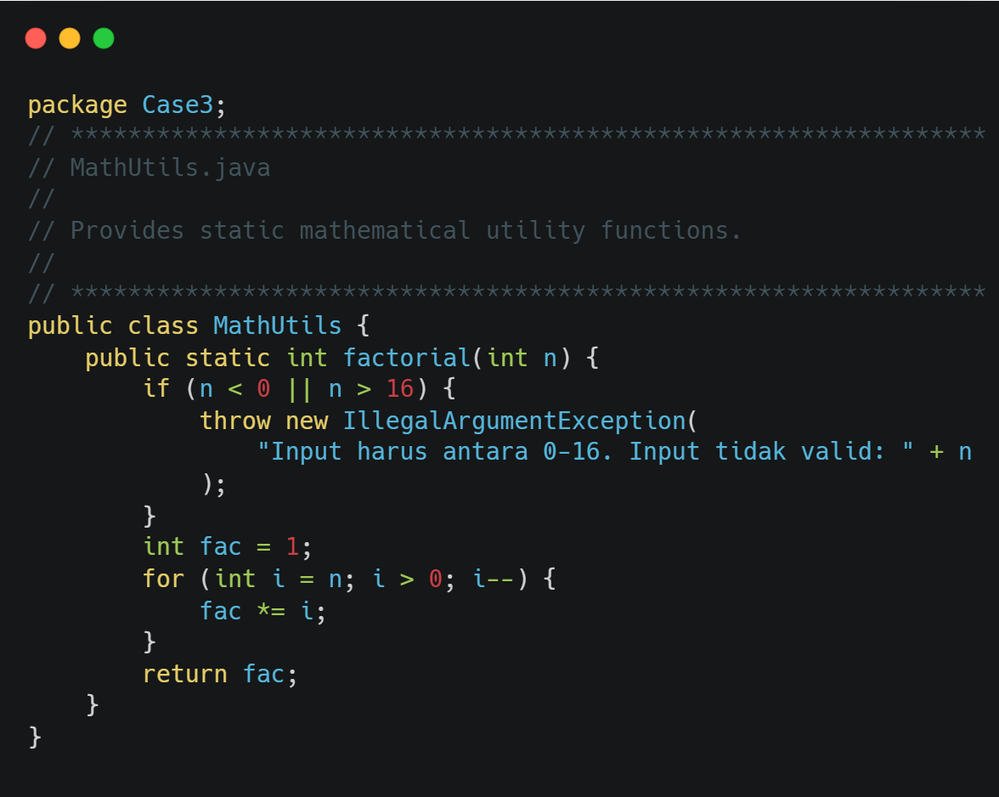 package Case3;
// ****************************************************************
// MathUtils.java
//
// Provides static mathematical utility functions.
//
// ****************************************************************
public class MathUtils {
    public static int factorial(int n) {
        if (n < 0 || n > 16) {
            throw new IllegalArgumentException(
                "Input harus antara 0-16. Input tidak valid: " + n
            );
        }
        int fac = 1;
        for (int i = n; i > 0; i--) {
            fac *= i;
        }
        return fac;
    }
}